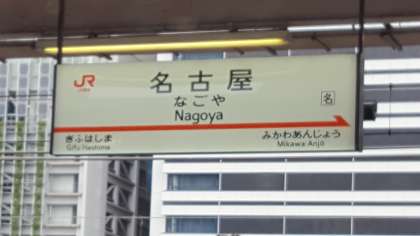 JR
名古屋
なごや
名
Nagoya
ぎふはしま
Gifu-Hashima
みかわあんじょう
Mikawa-Anjō